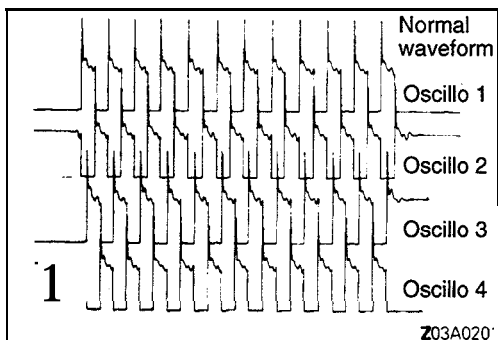 Normal
waveform
Oscillo 1
Oscillo 2
Oscillo 3
1
Oscillo 4
Z03A0201